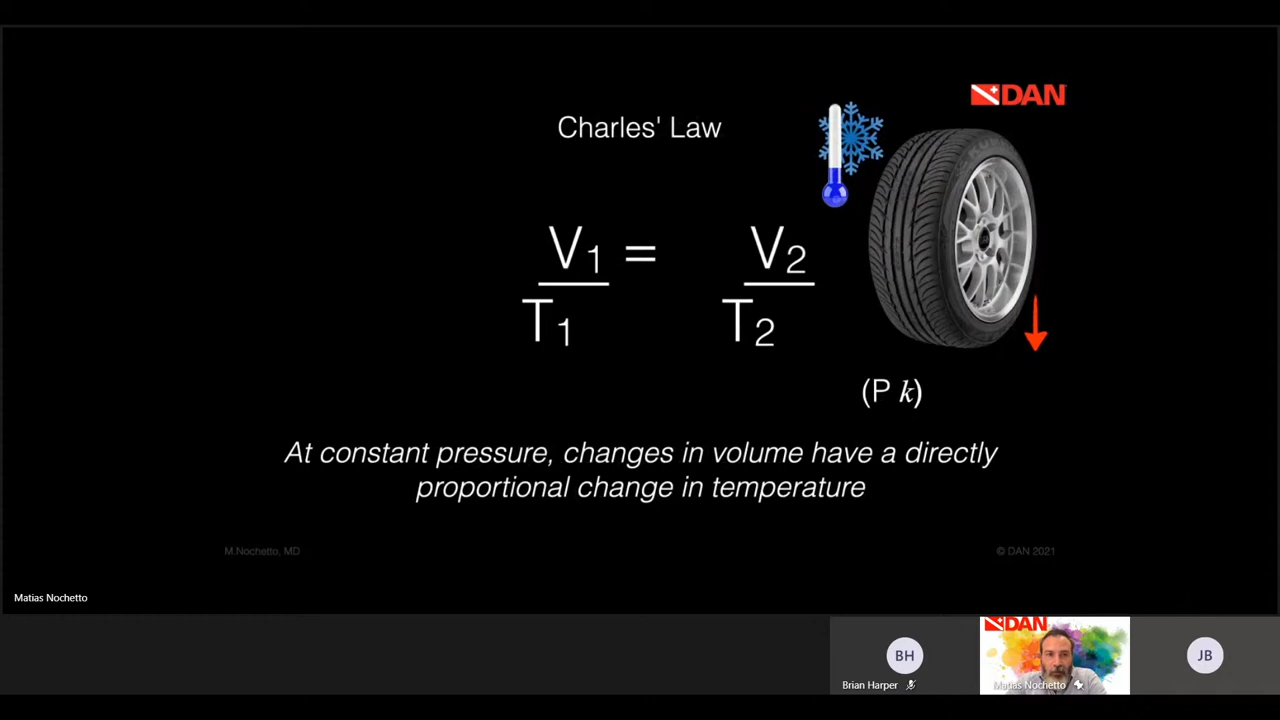 DAN
Charles' Law
V1 = V2
T1 T2
(P k)
At constant pressure, changes in volume have a directly
proportional change in temperature
M.Nochetto, MD
© DAN 2021
Matias Nochetto
DAN
BH
JB
Brian Harper
Matias Nochetto